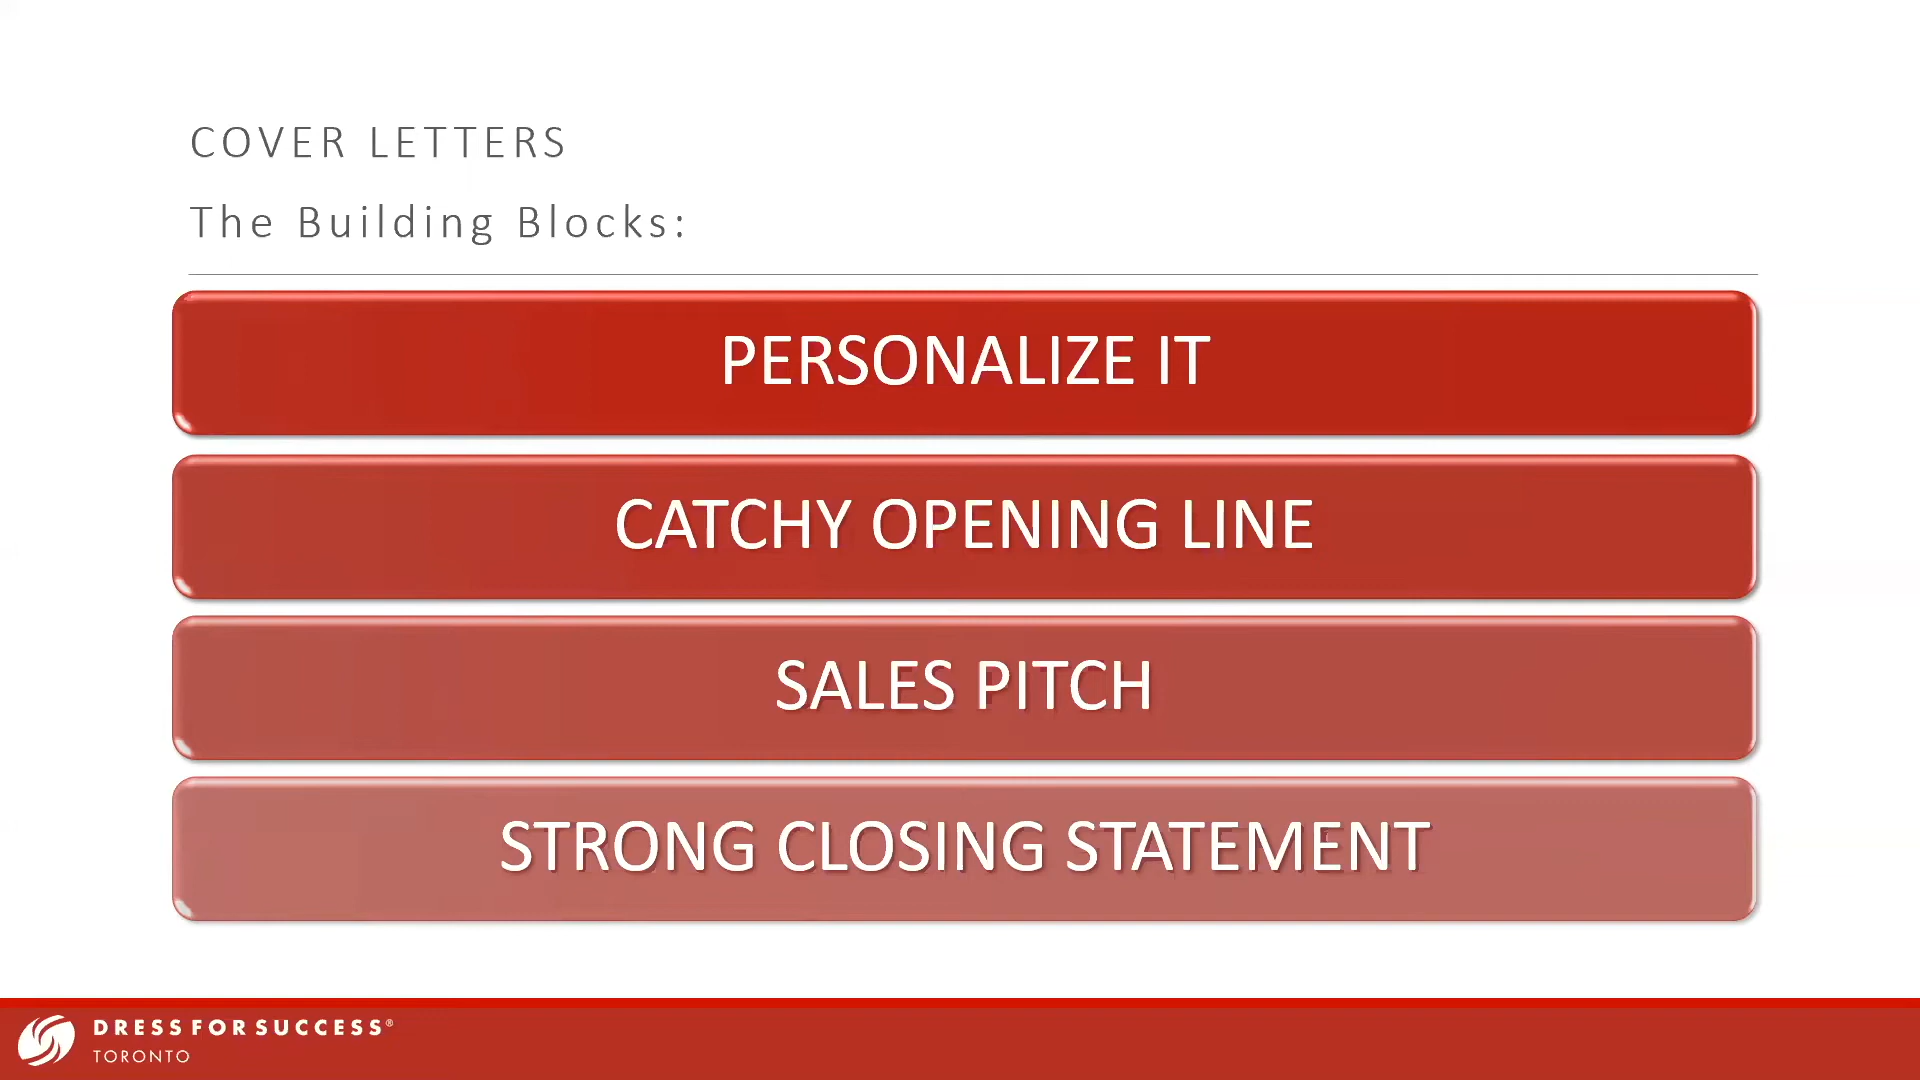 COVER LETTERS
The Building Blocks:
PERSONALIZE IT
CATCHY OPENING LINE
SALES PITCH
STRONG CLOSING STATEMENT
DRESS FOR SUCCESS®
TORONTO